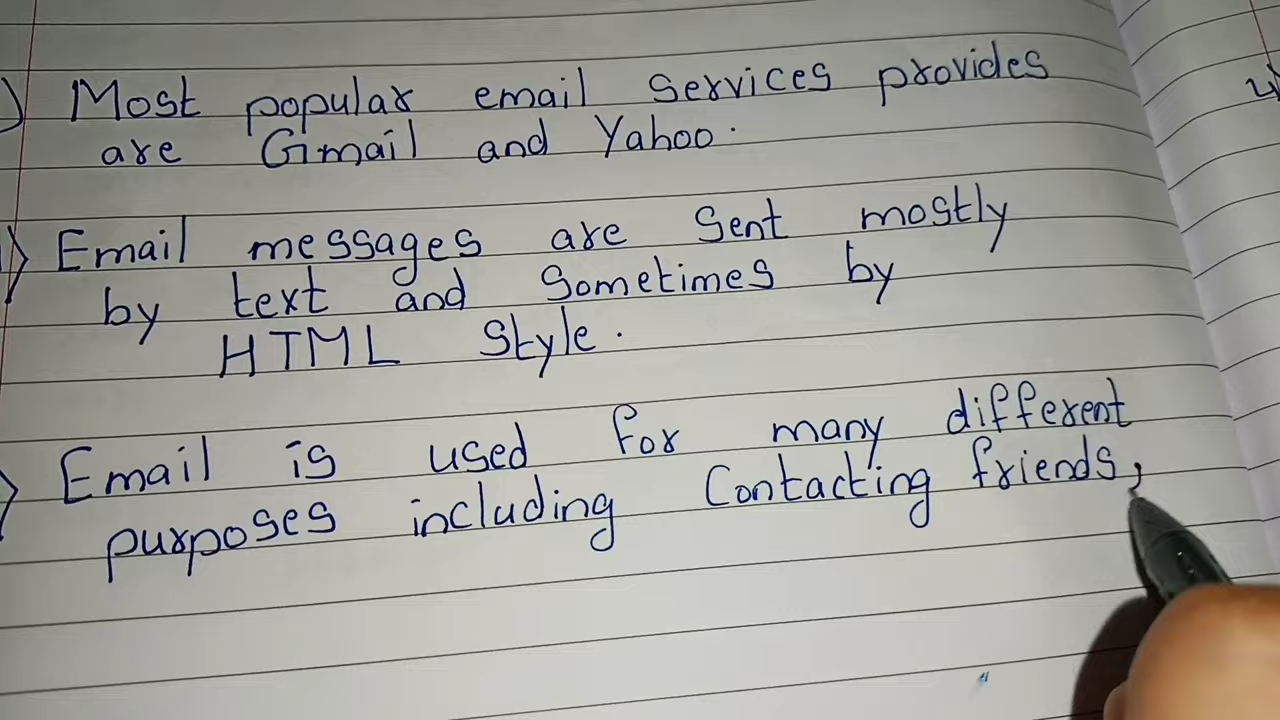 ) Most popular email services provides
are Gmail and Yahoo.
) Email messages are sent mostly
by text and sometimes by
HTML Style.
) Email is used for many different
purposes including Contacting friends,